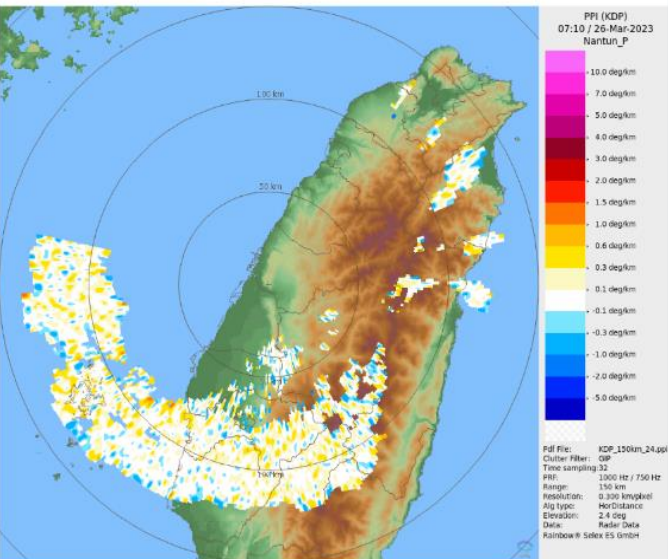 PPI (KDP)
07:10 / 26-Mar-2023
Nantun_P
10.0 deg/km
7.0 deg/km
5.0 deg/km
4.0 deg/km
3.0 deg/km
2.0 deg/km
1.5 deg/km
1.0 deg/km
0.6 deg/km
0.3 deg/km
0.1 deg/km
-0.1 deg/km
-0.3 deg/km
-1.0 deg/km
-2.0 deg/km
-5.0 deg/km
Pdf File: KDP_150km_24.ppi
Clutter Filter: GIP
Time sampling: 32
PRF: 1000 Hz / 750 Hz
Range: 150 km
Resolution: 0.300 km/pixel
Alg type: HorDistance
Elevation: 2.4 deg
Data: Radar Data
Rainbow® Selex ES GmbH
100 km
50 km
100 km